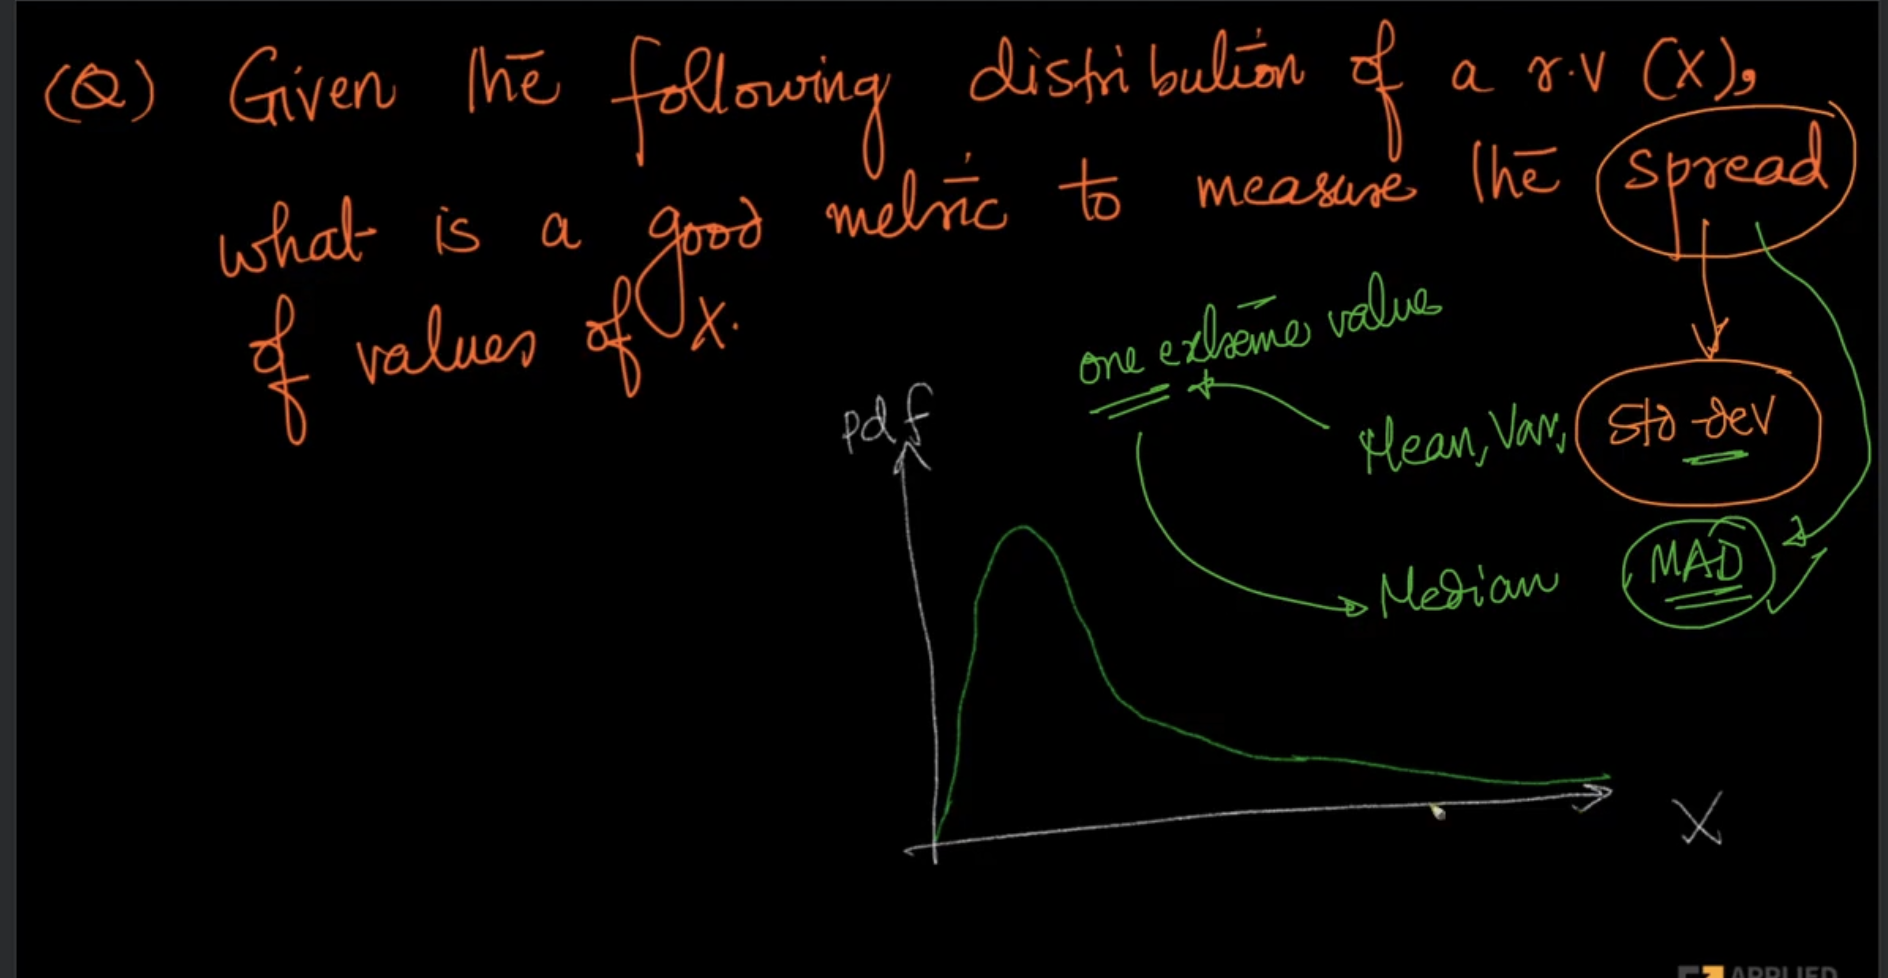 (Q) Given the following distribution of a r.v (X),
what is a good metric to measure the spread
of values of X.
one extreme value
Mean, Var, std-dev
pdf
Median MAD
X
APPLIED